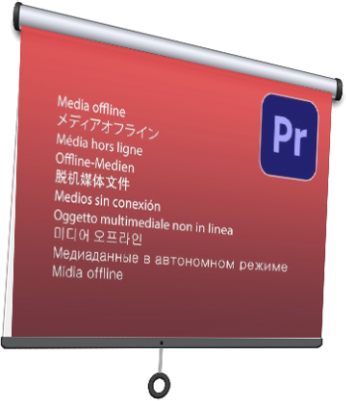 Media offline
メディアオフライン
Média hors ligne
Offline-Medien
脱机媒体文件
Medios sin conexión
Oggetto multimediale non in linea
미디어 오프라인
Медиаданные в автономном режиме
Mídia offline
Pr